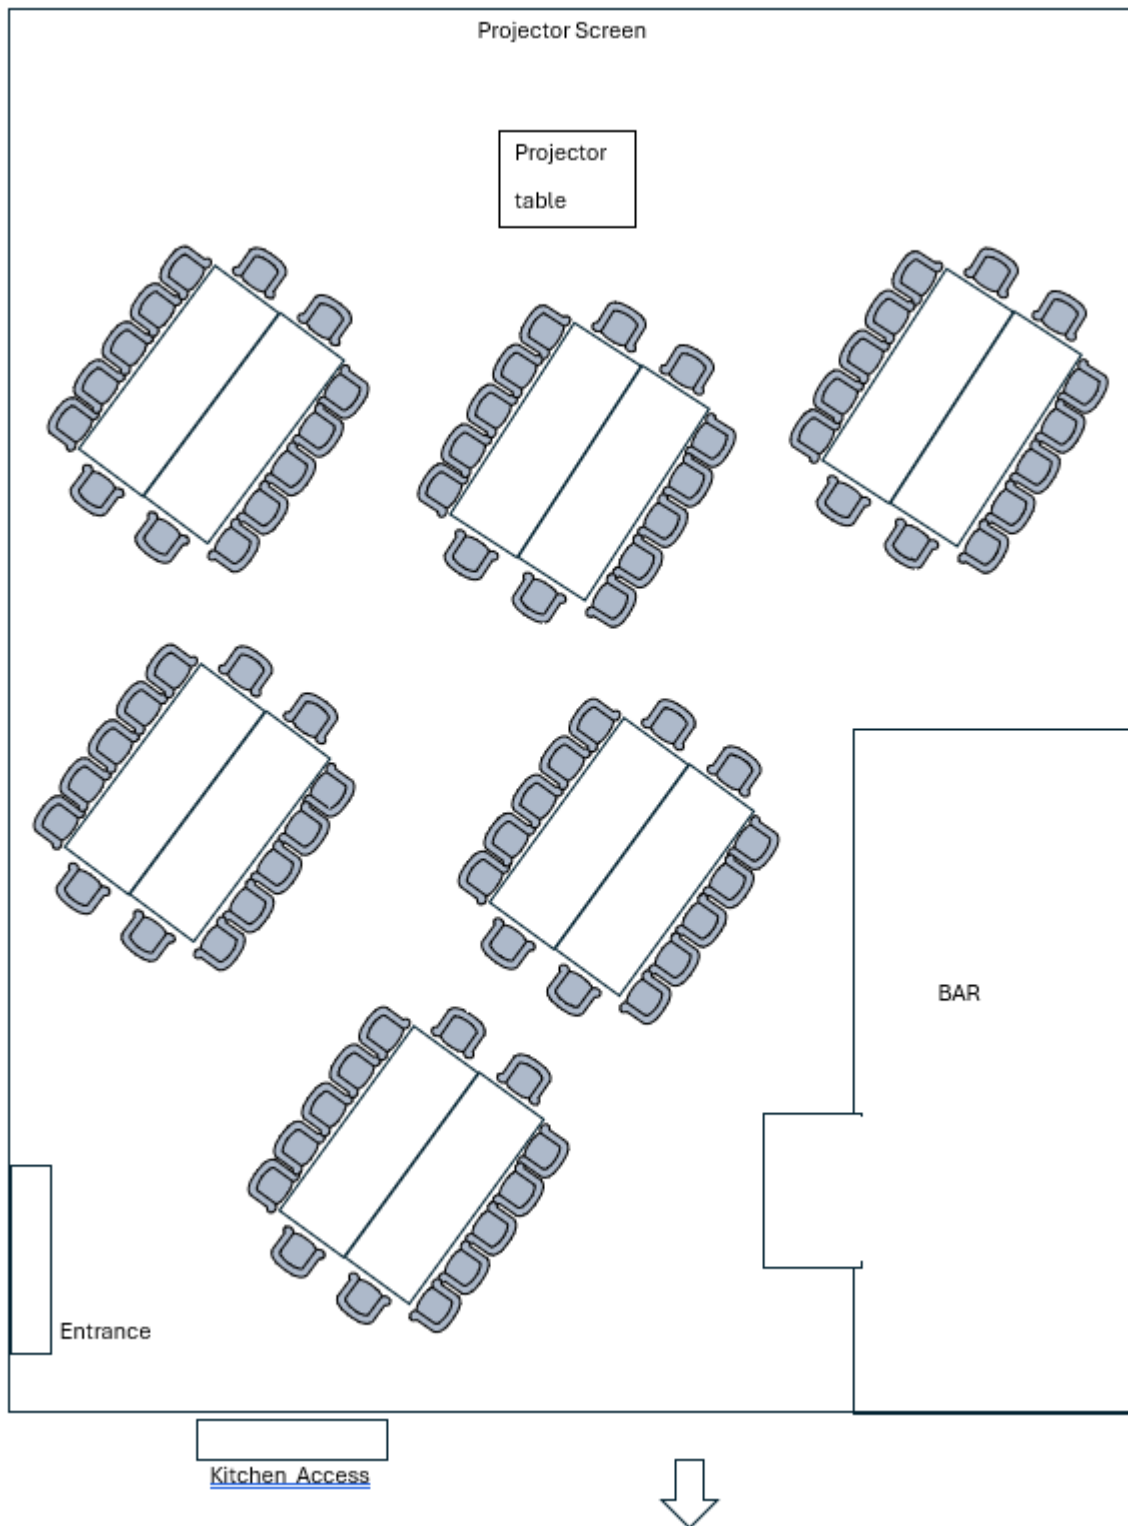 Projector Screen
Projector
table
BAR
Entrance
Kitchen Access